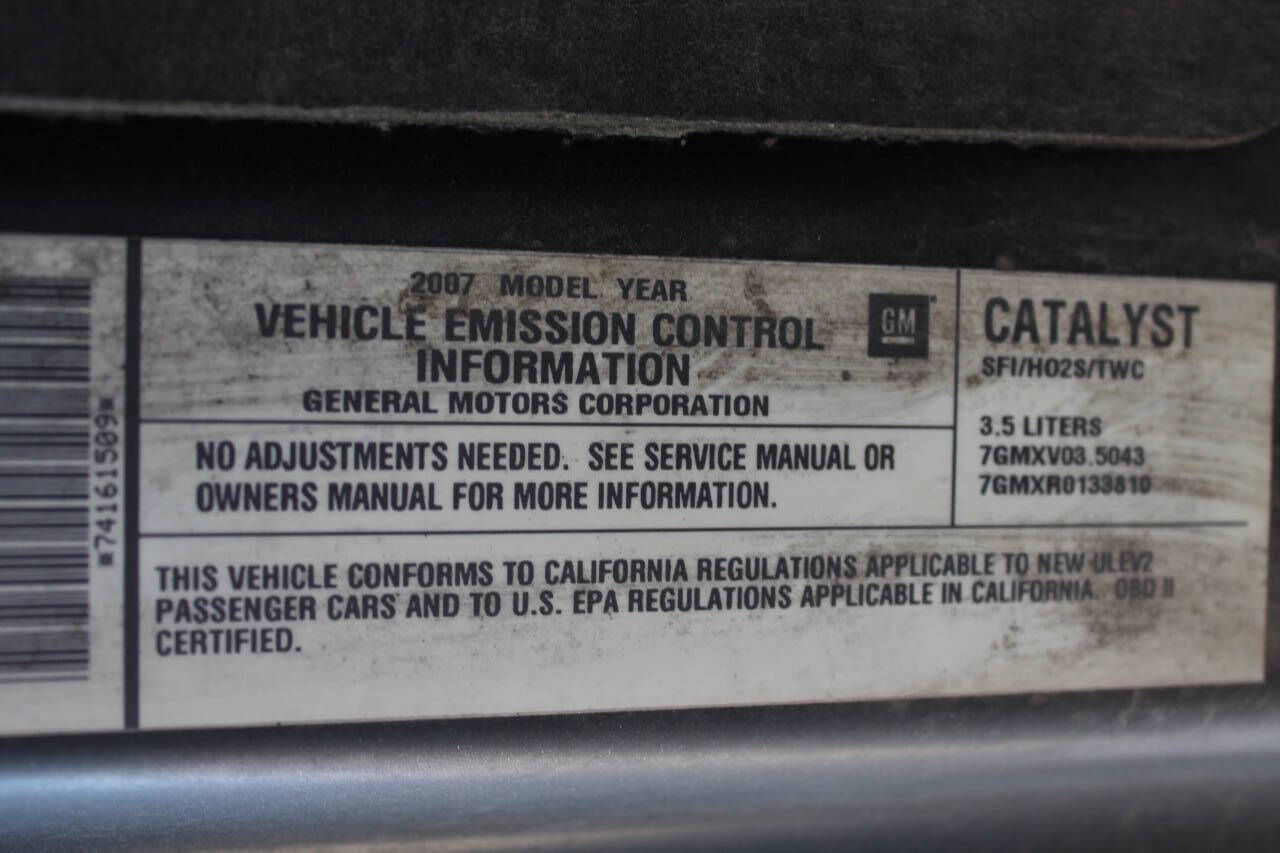 *74161509*
2007 MODEL YEAR
VEHICLE EMISSION CONTROL
INFORMATION
GENERAL MOTORS CORPORATION
GM
NO ADJUSTMENTS NEEDED. SEE SERVICE MANUAL OR
OWNERS MANUAL FOR MORE INFORMATION.
CATALYST
SFI/HO2S/TWC
3.5 LITERS
7GMXV03.5043
7GMXR0133810
THIS VEHICLE CONFORMS TO CALIFORNIA REGULATIONS APPLICABLE TO NEW ULEV2
PASSENGER CARS AND TO U.S. EPA REGULATIONS APPLICABLE IN CALIFORNIA. OBD II
CERTIFIED.